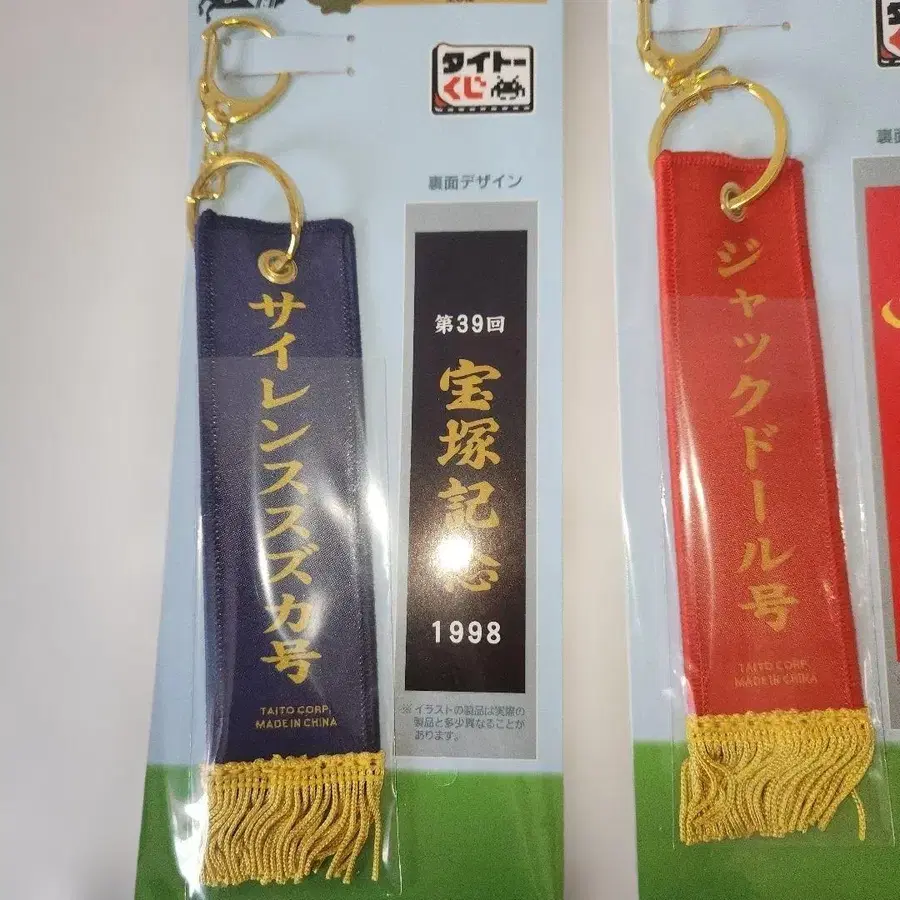 タイトー
くじ
裏面デザイン
サイレンススズカ号
TAITO CORP.
MADE IN CHINA
第39回
宝塚記念
1998
※イラストの製品は実際の
製品と多少異なることが
あります。
ジャックドール号
TAITO CORP.
MADE IN CHINA
裏面